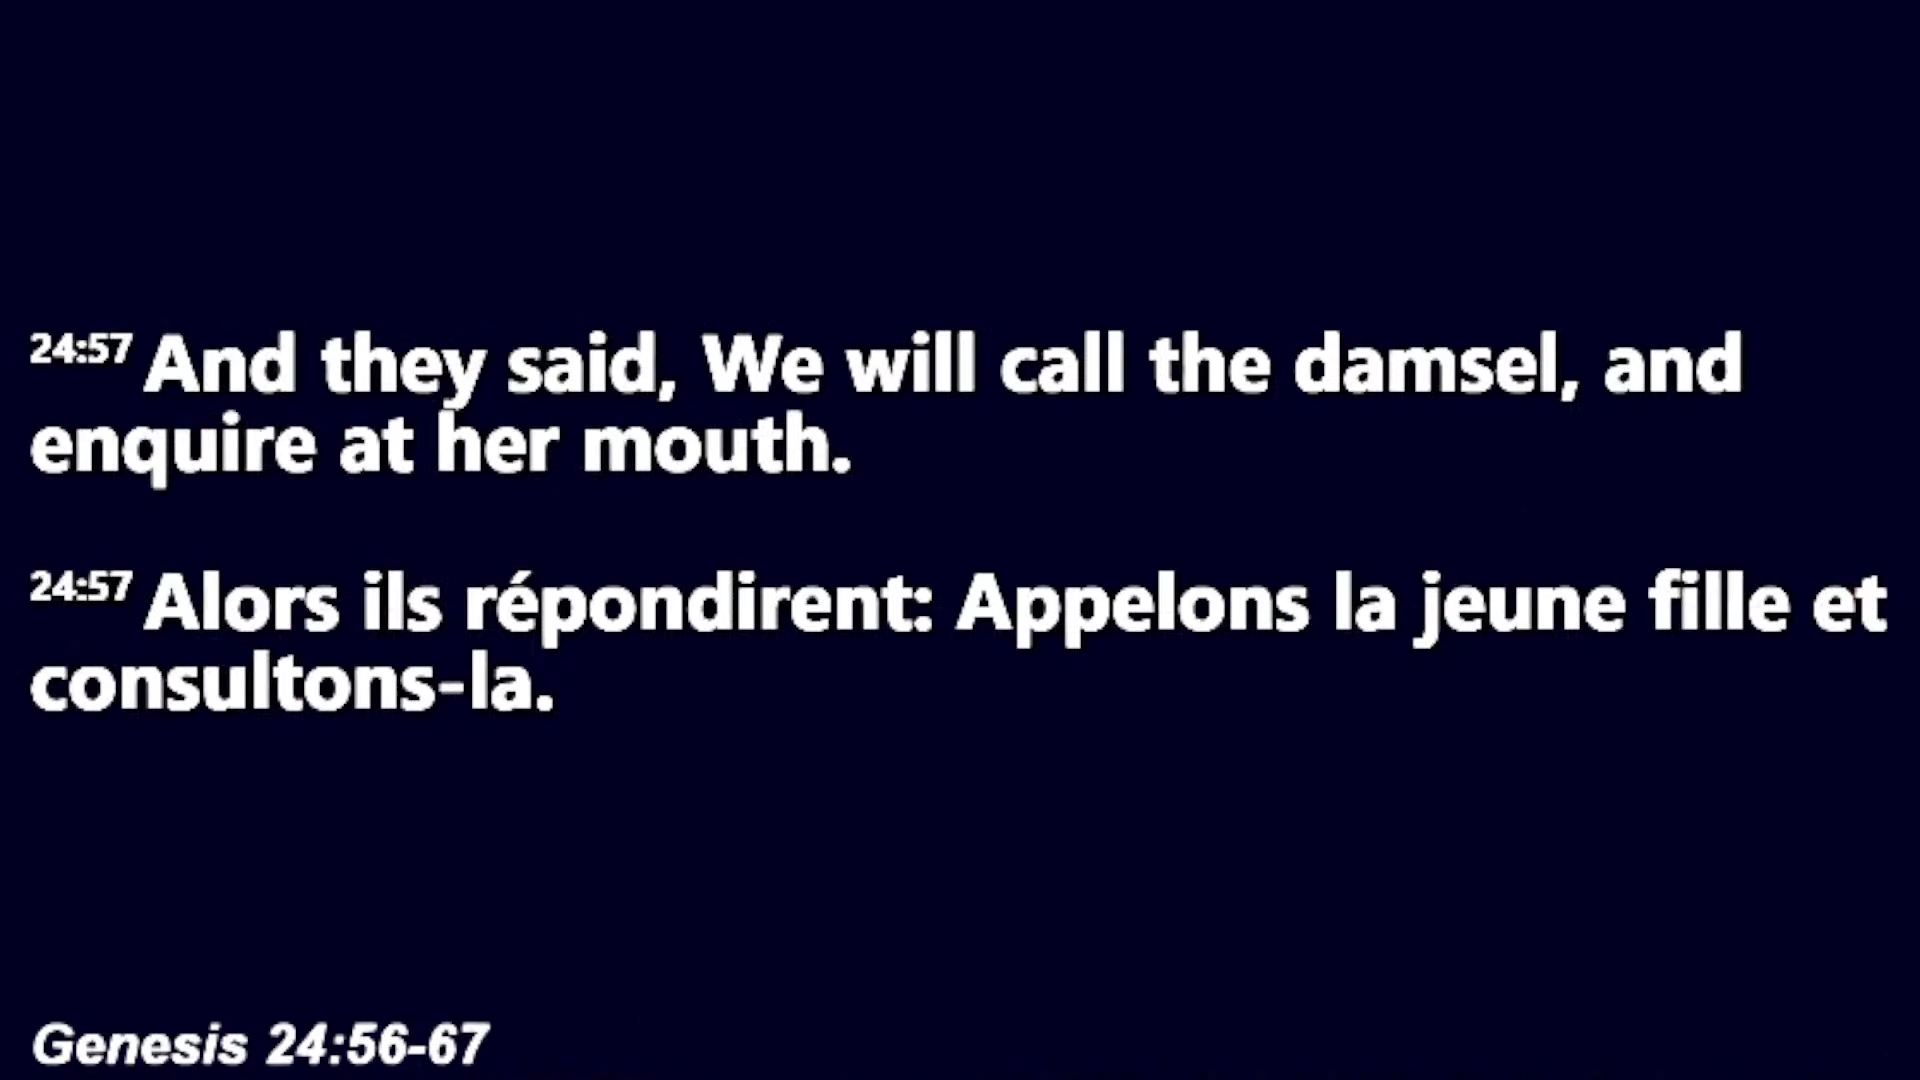 24:57 And they said, We will call the damsel, and
enquire at her mouth.
24:57 Alors ils répondirent: Appelons la jeune fille et
consultons-la.
Genesis 24:56-67